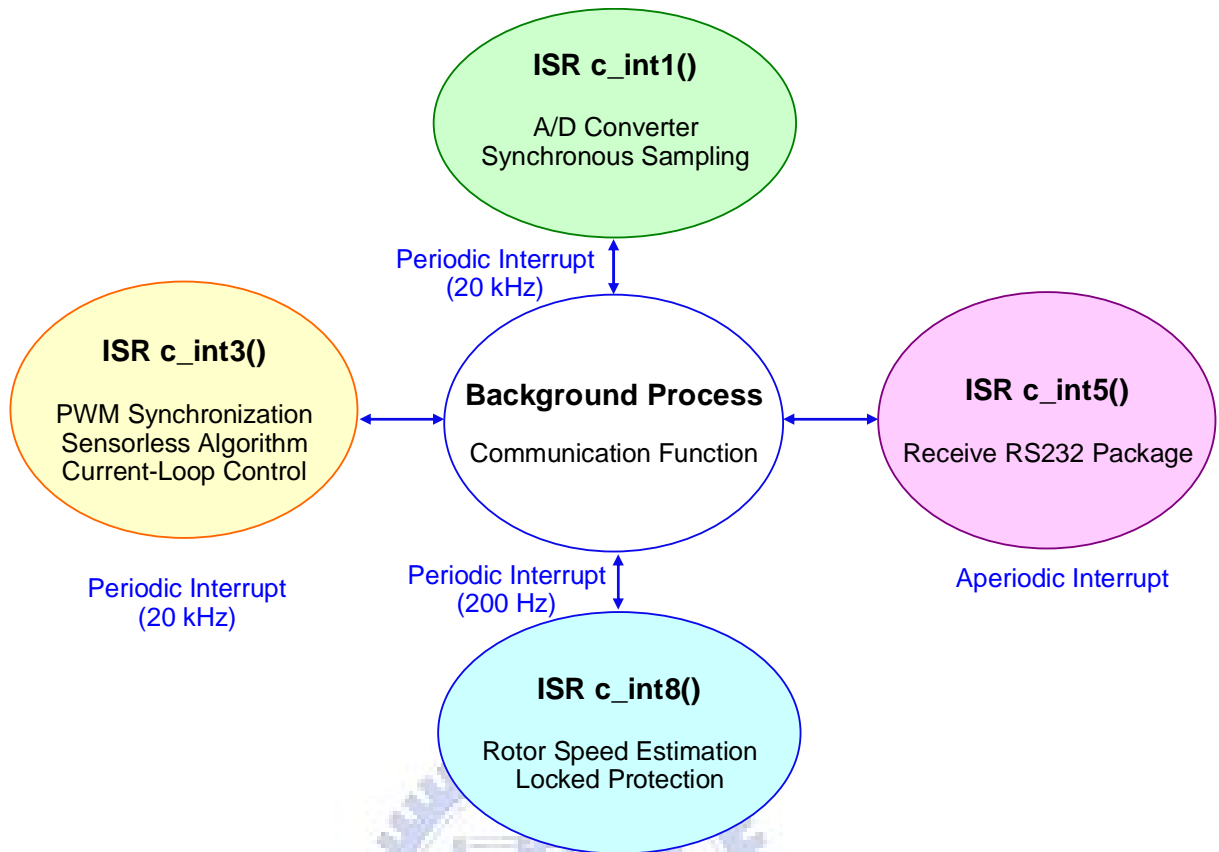 ISR c_int1()
A/D Converter
Synchronous Sampling
Periodic Interrupt
(20 kHz)
ISR c_int3()
PWM Synchronization
Sensorless Algorithm
Current-Loop Control
Periodic Interrupt
(20 kHz)
Background Process
Communication Function
ISR c_int5()
Receive RS232 Package
Aperiodic Interrupt
Periodic Interrupt
(200 Hz)
ISR c_int8()
Rotor Speed Estimation
Locked Protection